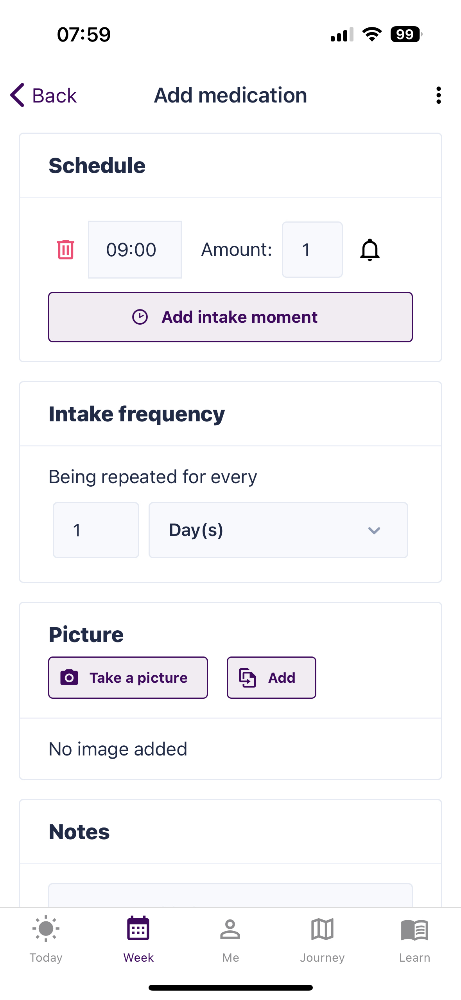 07:59
99
Back
Add medication
Schedule
09:00 Amount: 1
Add intake moment
Intake frequency
Being repeated for every
1 Day(s)
Picture
Take a picture Add
No image added
Notes
Today Week Me Journey Learn